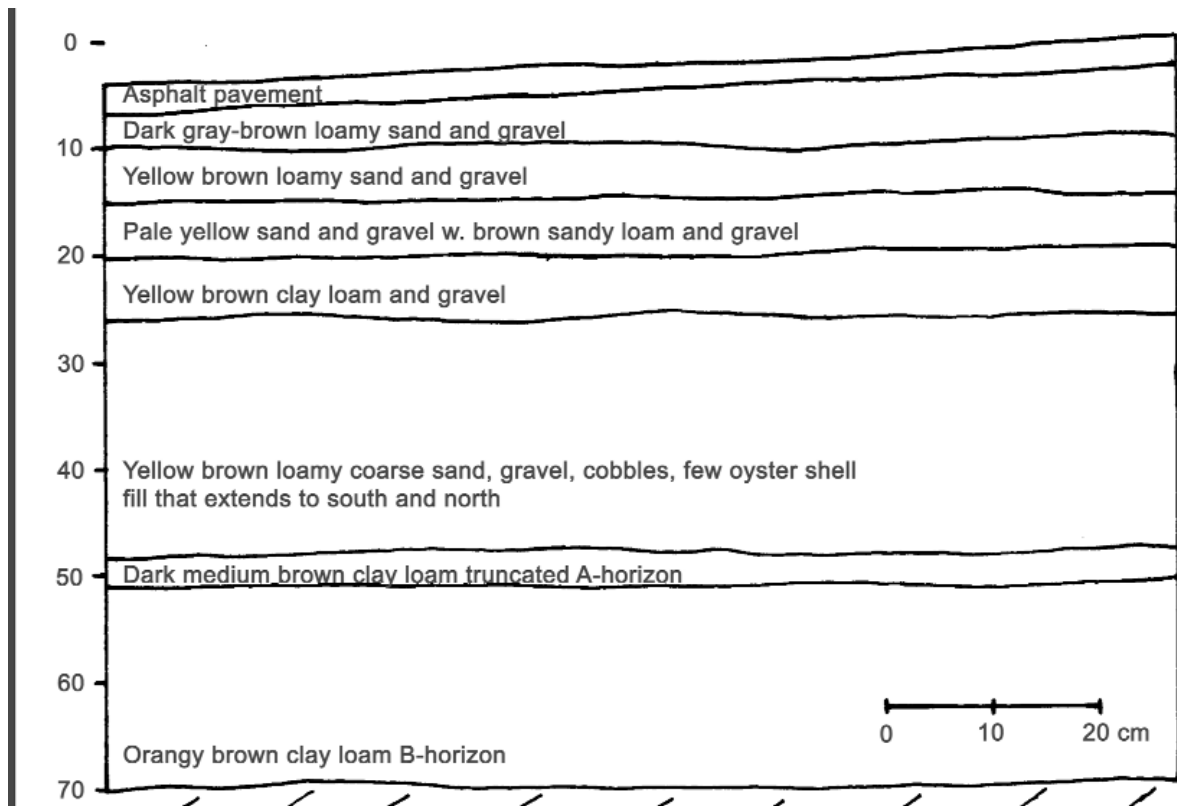 0
Asphalt pavement
Dark gray-brown loamy sand and gravel
10
Yellow brown loamy sand and gravel
Pale yellow sand and gravel w. brown sandy loam and gravel
20
Yellow brown clay loam and gravel
30
40
Yellow brown loamy coarse sand, gravel, cobbles, few oyster shell
fill that extends to south and north
50
Dark medium brown clay loam truncated A-horizon
60
0 10 20 cm
Orangy brown clay loam B-horizon
70